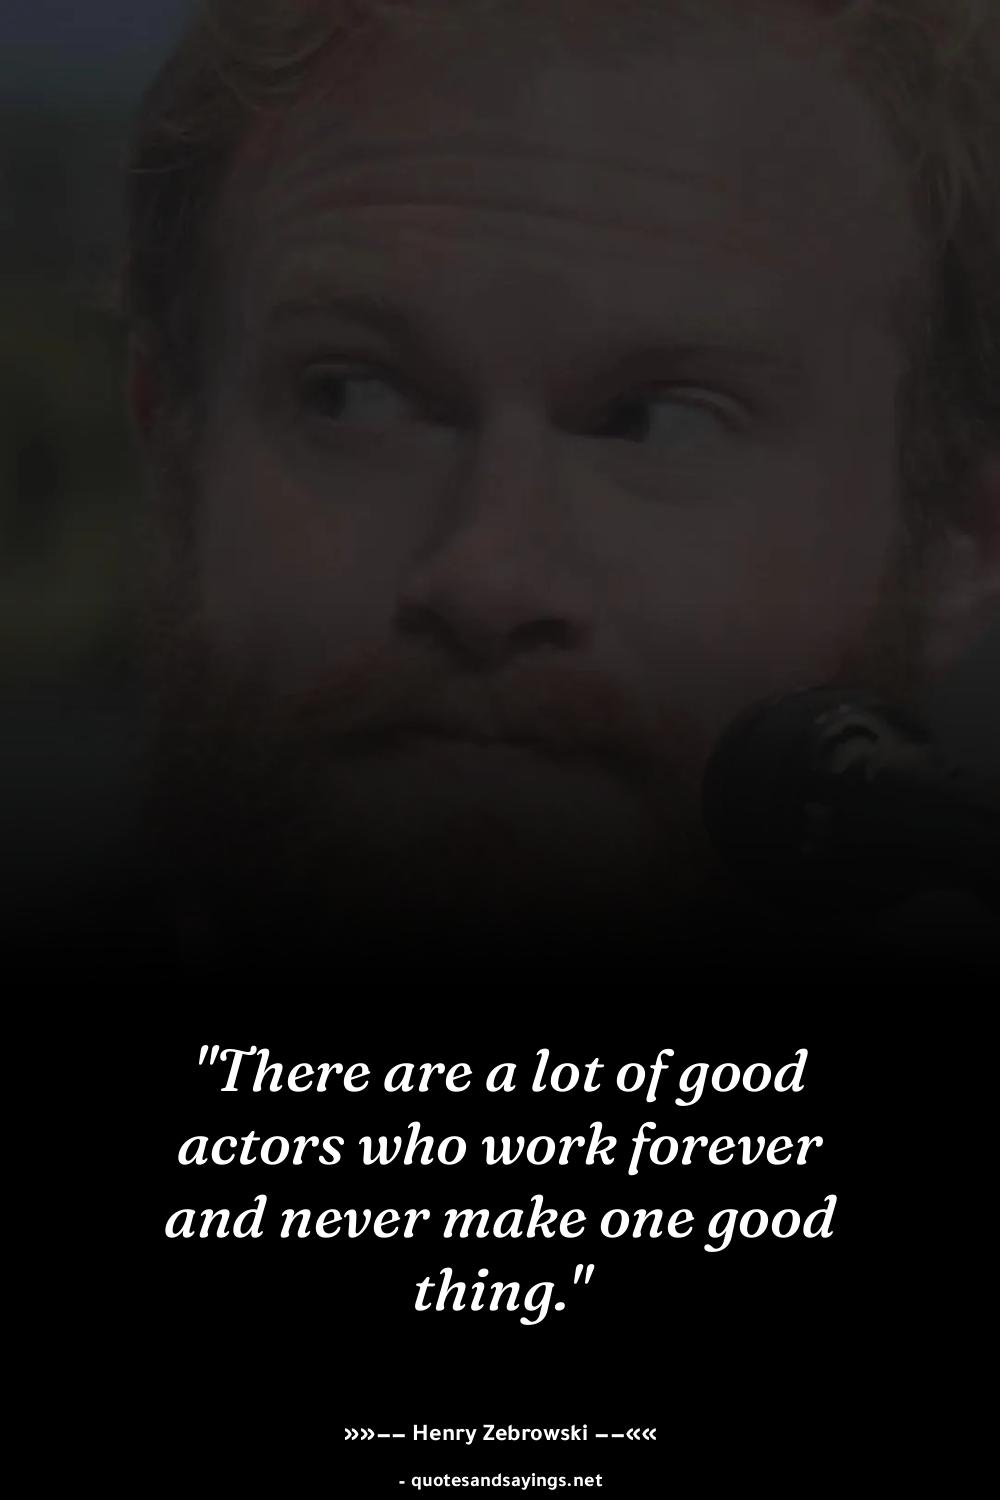 "There are a lot of good
actors who work forever
and never make one good
thing."
»»–– Henry Zebrowski ––««
- quotesandsayings.net